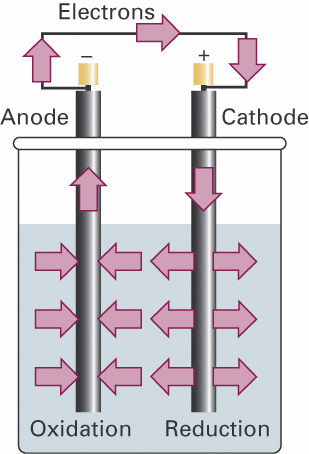 Electrons
− +
Anode Cathode
Oxidation Reduction